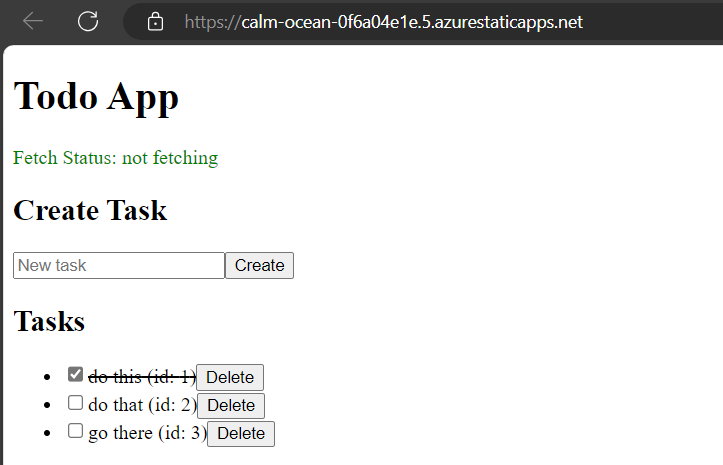 https://calm-ocean-0f6a04e1e.5.azurestaticapps.net
Todo App
Fetch Status: not fetching
Create Task
New task Create
Tasks
do this (id: 1) Delete
do that (id: 2) Delete
go there (id: 3) Delete